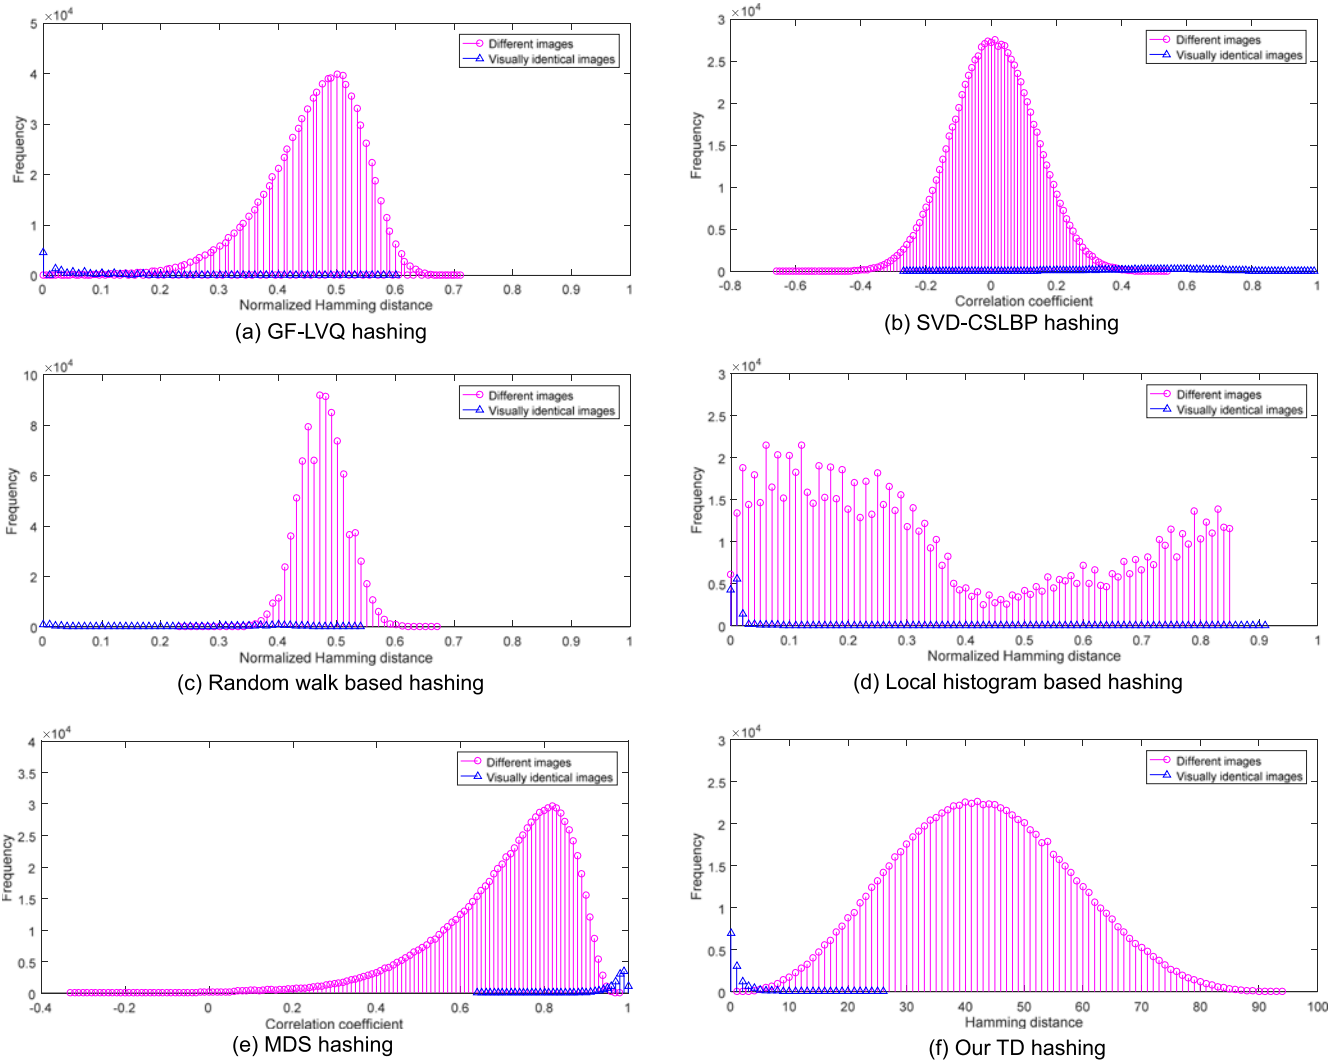 ×10⁴
5
4
3
2
1
0
Frequency
Different images
Visually identical images
0 0.1 0.2 0.3 0.4 0.5 0.6 0.7 0.8 0.9 1
Normalized Hamming distance
(a) GF-LVQ hashing
×10⁴
3
2.5
2
1.5
1
0.5
0
Frequency
Different images
Visually identical images
-0.8 -0.6 -0.4 -0.2 0 0.2 0.4 0.6 0.8 1
Correlation coefficient
(b) SVD-CSLBP hashing
×10⁴
10
8
6
4
2
0
Frequency
Different images
Visually identical images
0 0.1 0.2 0.3 0.4 0.5 0.6 0.7 0.8 0.9 1
Normalized Hamming distance
(c) Random walk based hashing
×10⁴
3
2.5
2
1.5
1
0.5
0
Frequency
Different images
Visually identical images
0 0.1 0.2 0.3 0.4 0.5 0.6 0.7 0.8 0.9 1
Normalized Hamming distance
(d) Local histogram based hashing
×10⁴
4
3.5
3
2.5
2
1.5
1
0.5
0
Frequency
Different images
Visually identical images
-0.4 -0.2 0 0.2 0.4 0.6 0.8 1
Correlation coefficient
(e) MDS hashing
×10⁴
3
2.5
2
1.5
1
0.5
0
Frequency
Different images
Visually identical images
0 10 20 30 40 50 60 70 80 90 100
Hamming distance
(f) Our TD hashing